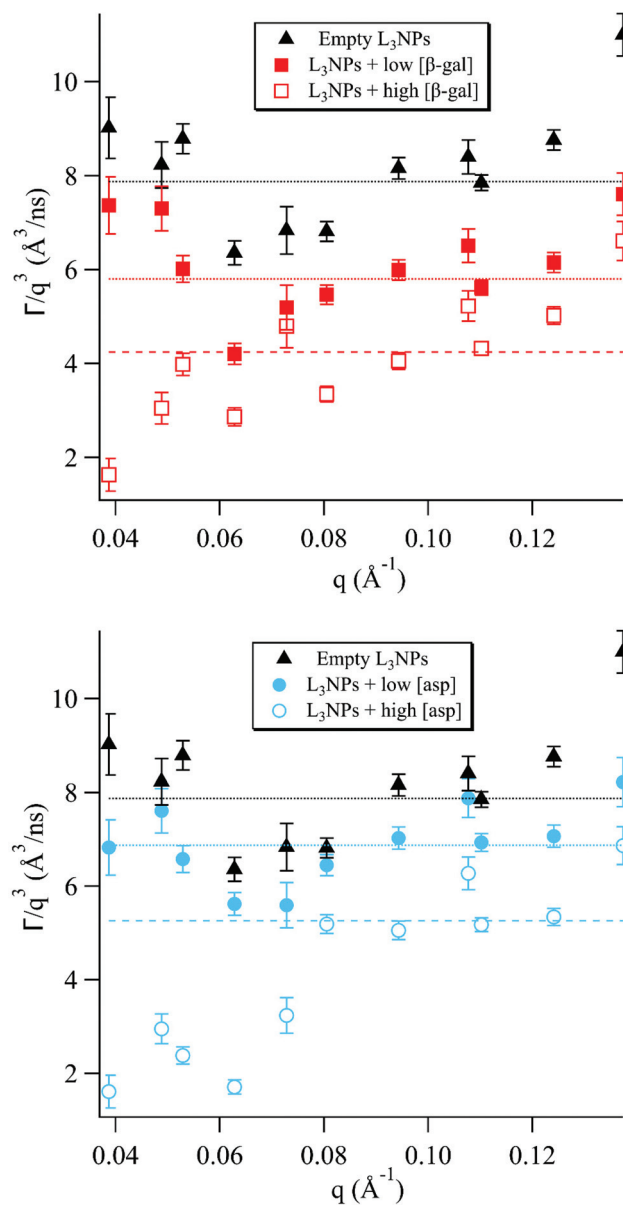 10
8
6
4
2
Γ/q³ (Å³/ns)
Empty L₃NPs
L₃NPs + low [β-gal]
L₃NPs + high [β-gal]
0.04 0.06 0.08 0.10 0.12
q (Å⁻¹)
10
8
6
4
2
Γ/q³ (Å³/ns)
Empty L₃NPs
L₃NPs + low [asp]
L₃NPs + high [asp]
0.04 0.06 0.08 0.10 0.12
q (Å⁻¹)